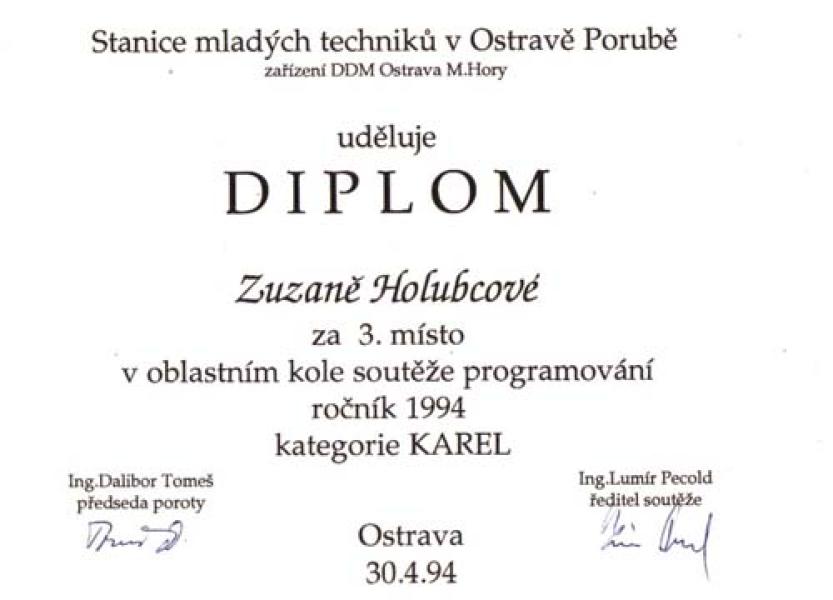 Stanice mladých techniků v Ostravě Porubě
zařízení DDM Ostrava M.Hory
uděluje
DIPLOM
Zuzaně Holubcové
za 3. místo
v oblastním kole soutěže programování
ročník 1994
kategorie KAREL
Ing.Dalibor Tomeš
předseda poroty
Ing.Lumír Pecold
ředitel soutěže
Ostrava
30.4.94